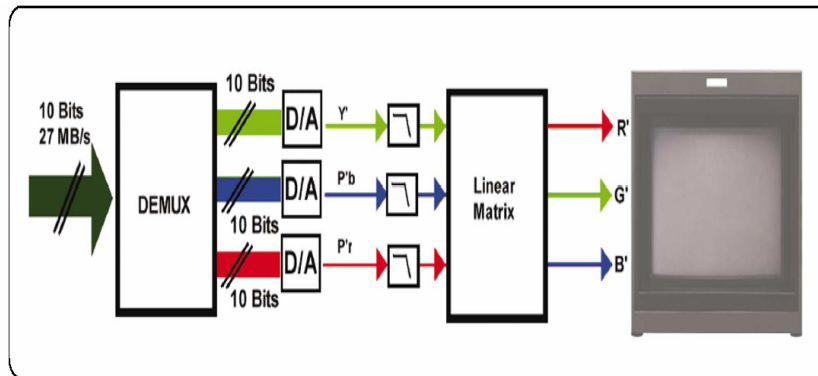 10 Bits
27 MB/s
DEMUX
10 Bits
D/A
Y'
10 Bits
D/A
P'b
10 Bits
D/A
P'r
Linear
Matrix
R'
G'
B'